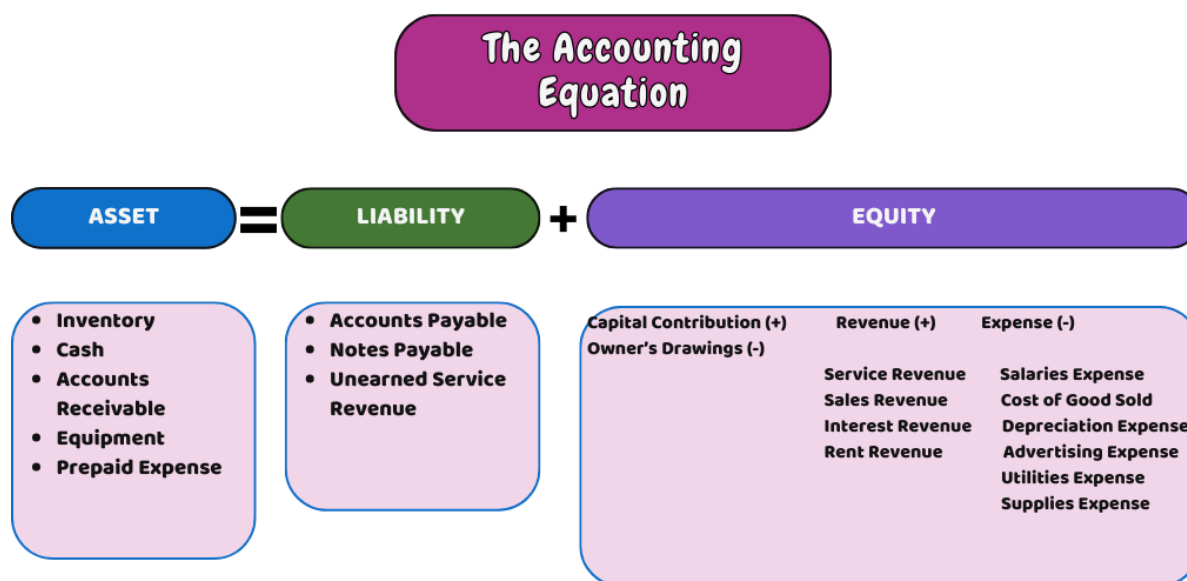 The Accounting
Equation
ASSET = LIABILITY + EQUITY
• Inventory
• Cash
• Accounts
Receivable
• Equipment
• Prepaid Expense
• Accounts Payable
• Notes Payable
• Unearned Service
Revenue
Capital Contribution (+)
Owner's Drawings (-)
Revenue (+)
Service Revenue
Sales Revenue
Interest Revenue
Rent Revenue
Expense (-)
Salaries Expense
Cost of Good Sold
Depreciation Expense
Advertising Expense
Utilities Expense
Supplies Expense